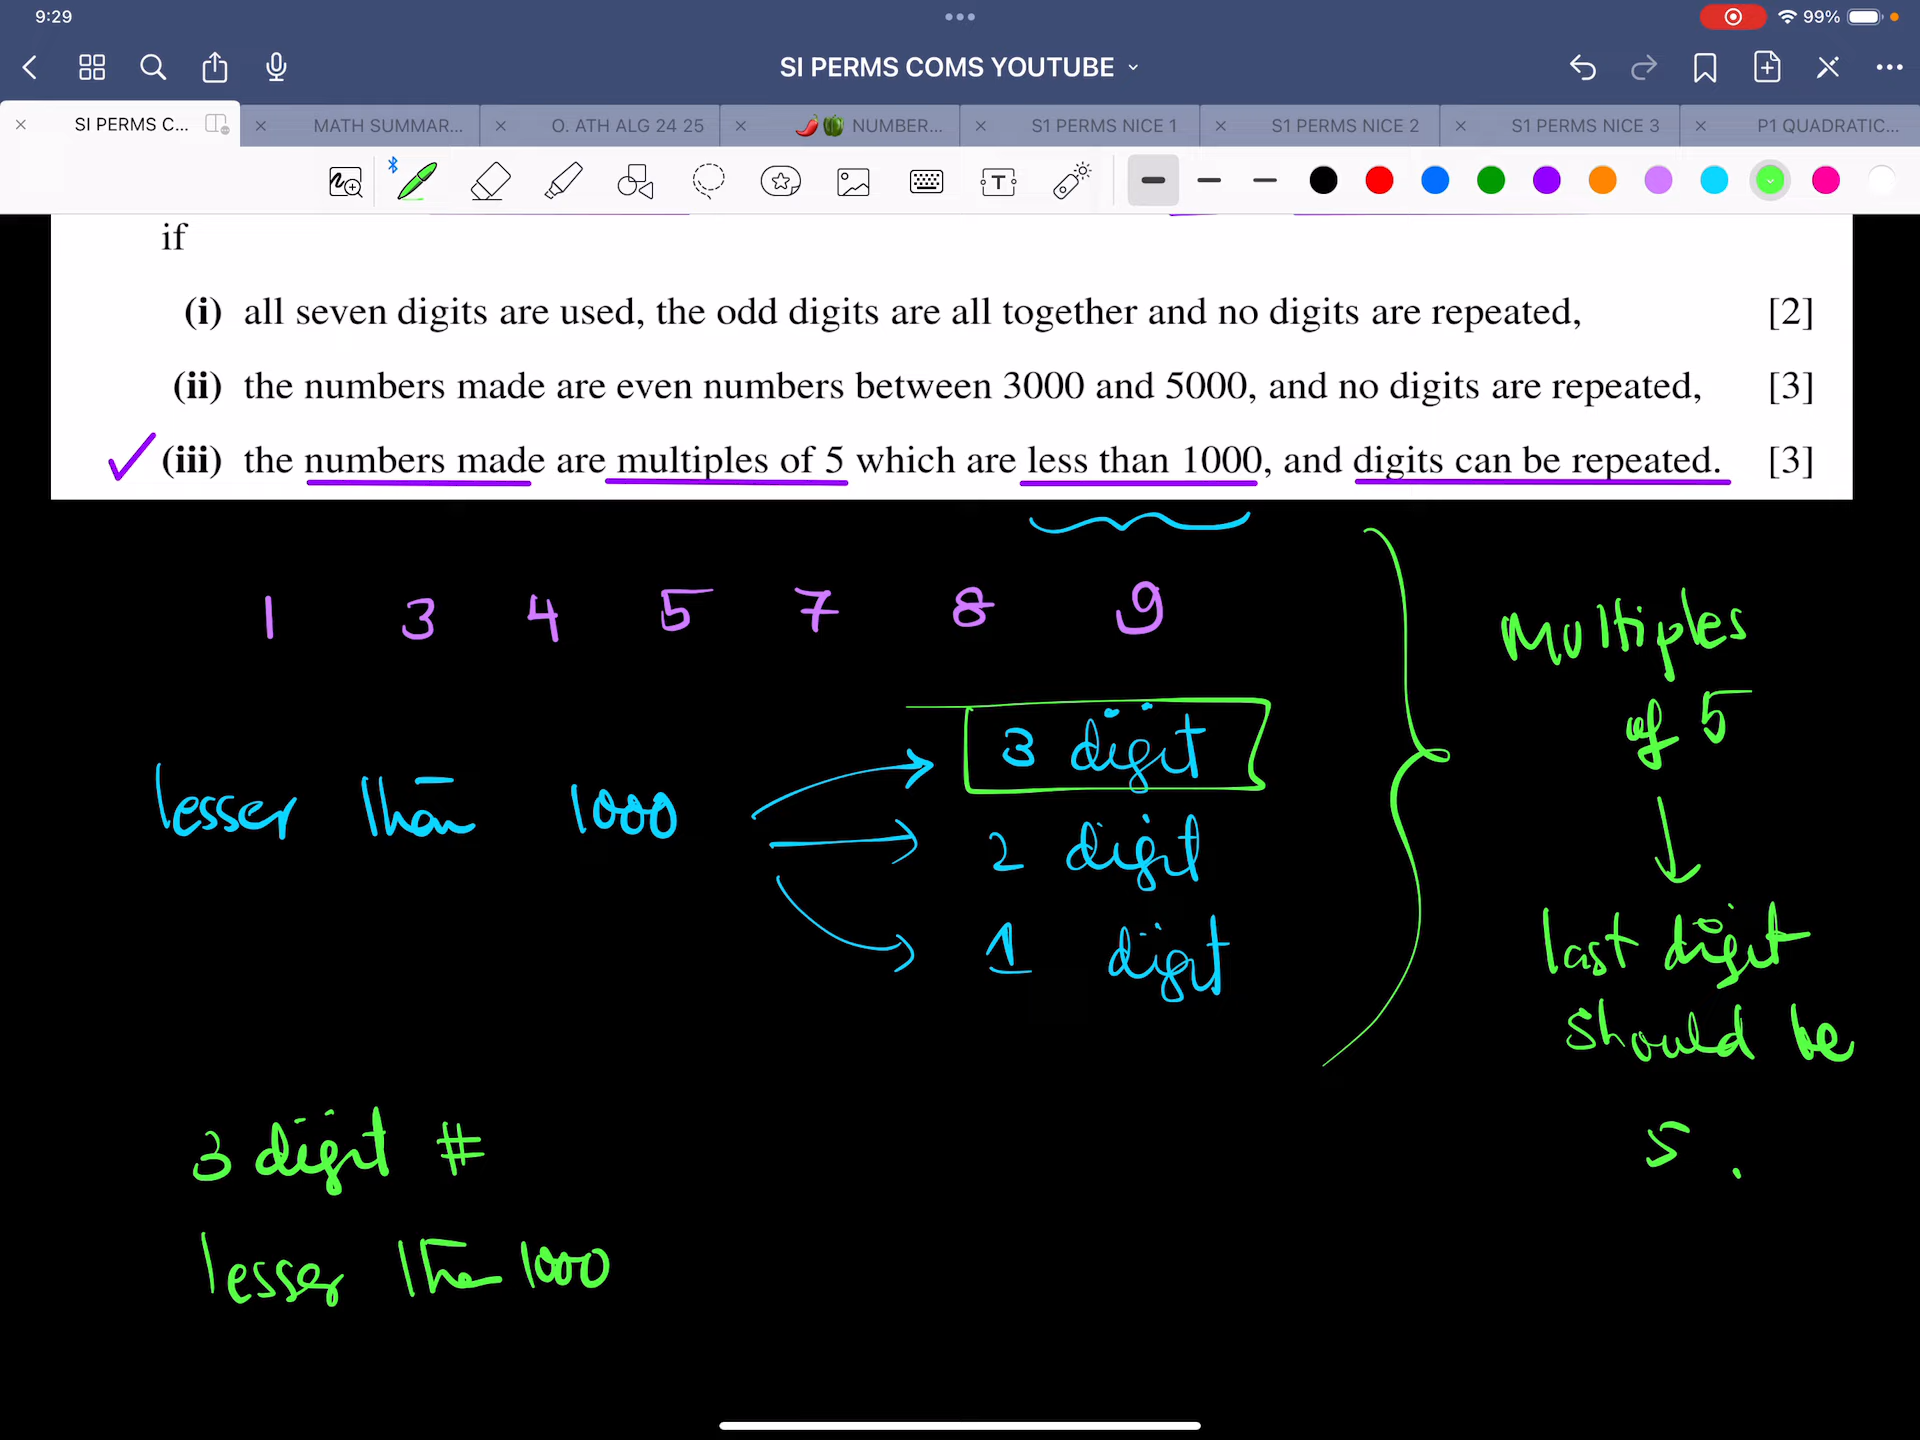 9:29
99%
SI PERMS COMS YOUTUBE
SI PERMS C...
MATH SUMMAR...
O. ATH ALG 24 25
🌶️🫑 NUMBER...
S1 PERMS NICE 1
S1 PERMS NICE 2
S1 PERMS NICE 3
P1 QUADRATIC...
if
(i) all seven digits are used, the odd digits are all together and no digits are repeated, [2]
(ii) the numbers made are even numbers between 3000 and 5000, and no digits are repeated, [3]
(iii) the numbers made are multiples of 5 which are less than 1000, and digits can be repeated. [3]
1 3 4 5 7 8 9
lesser than 1000
3 digit
2 digit
1 digit
Multiples
of 5
last digit
should be
5.
3 digit #
lesser than 1000